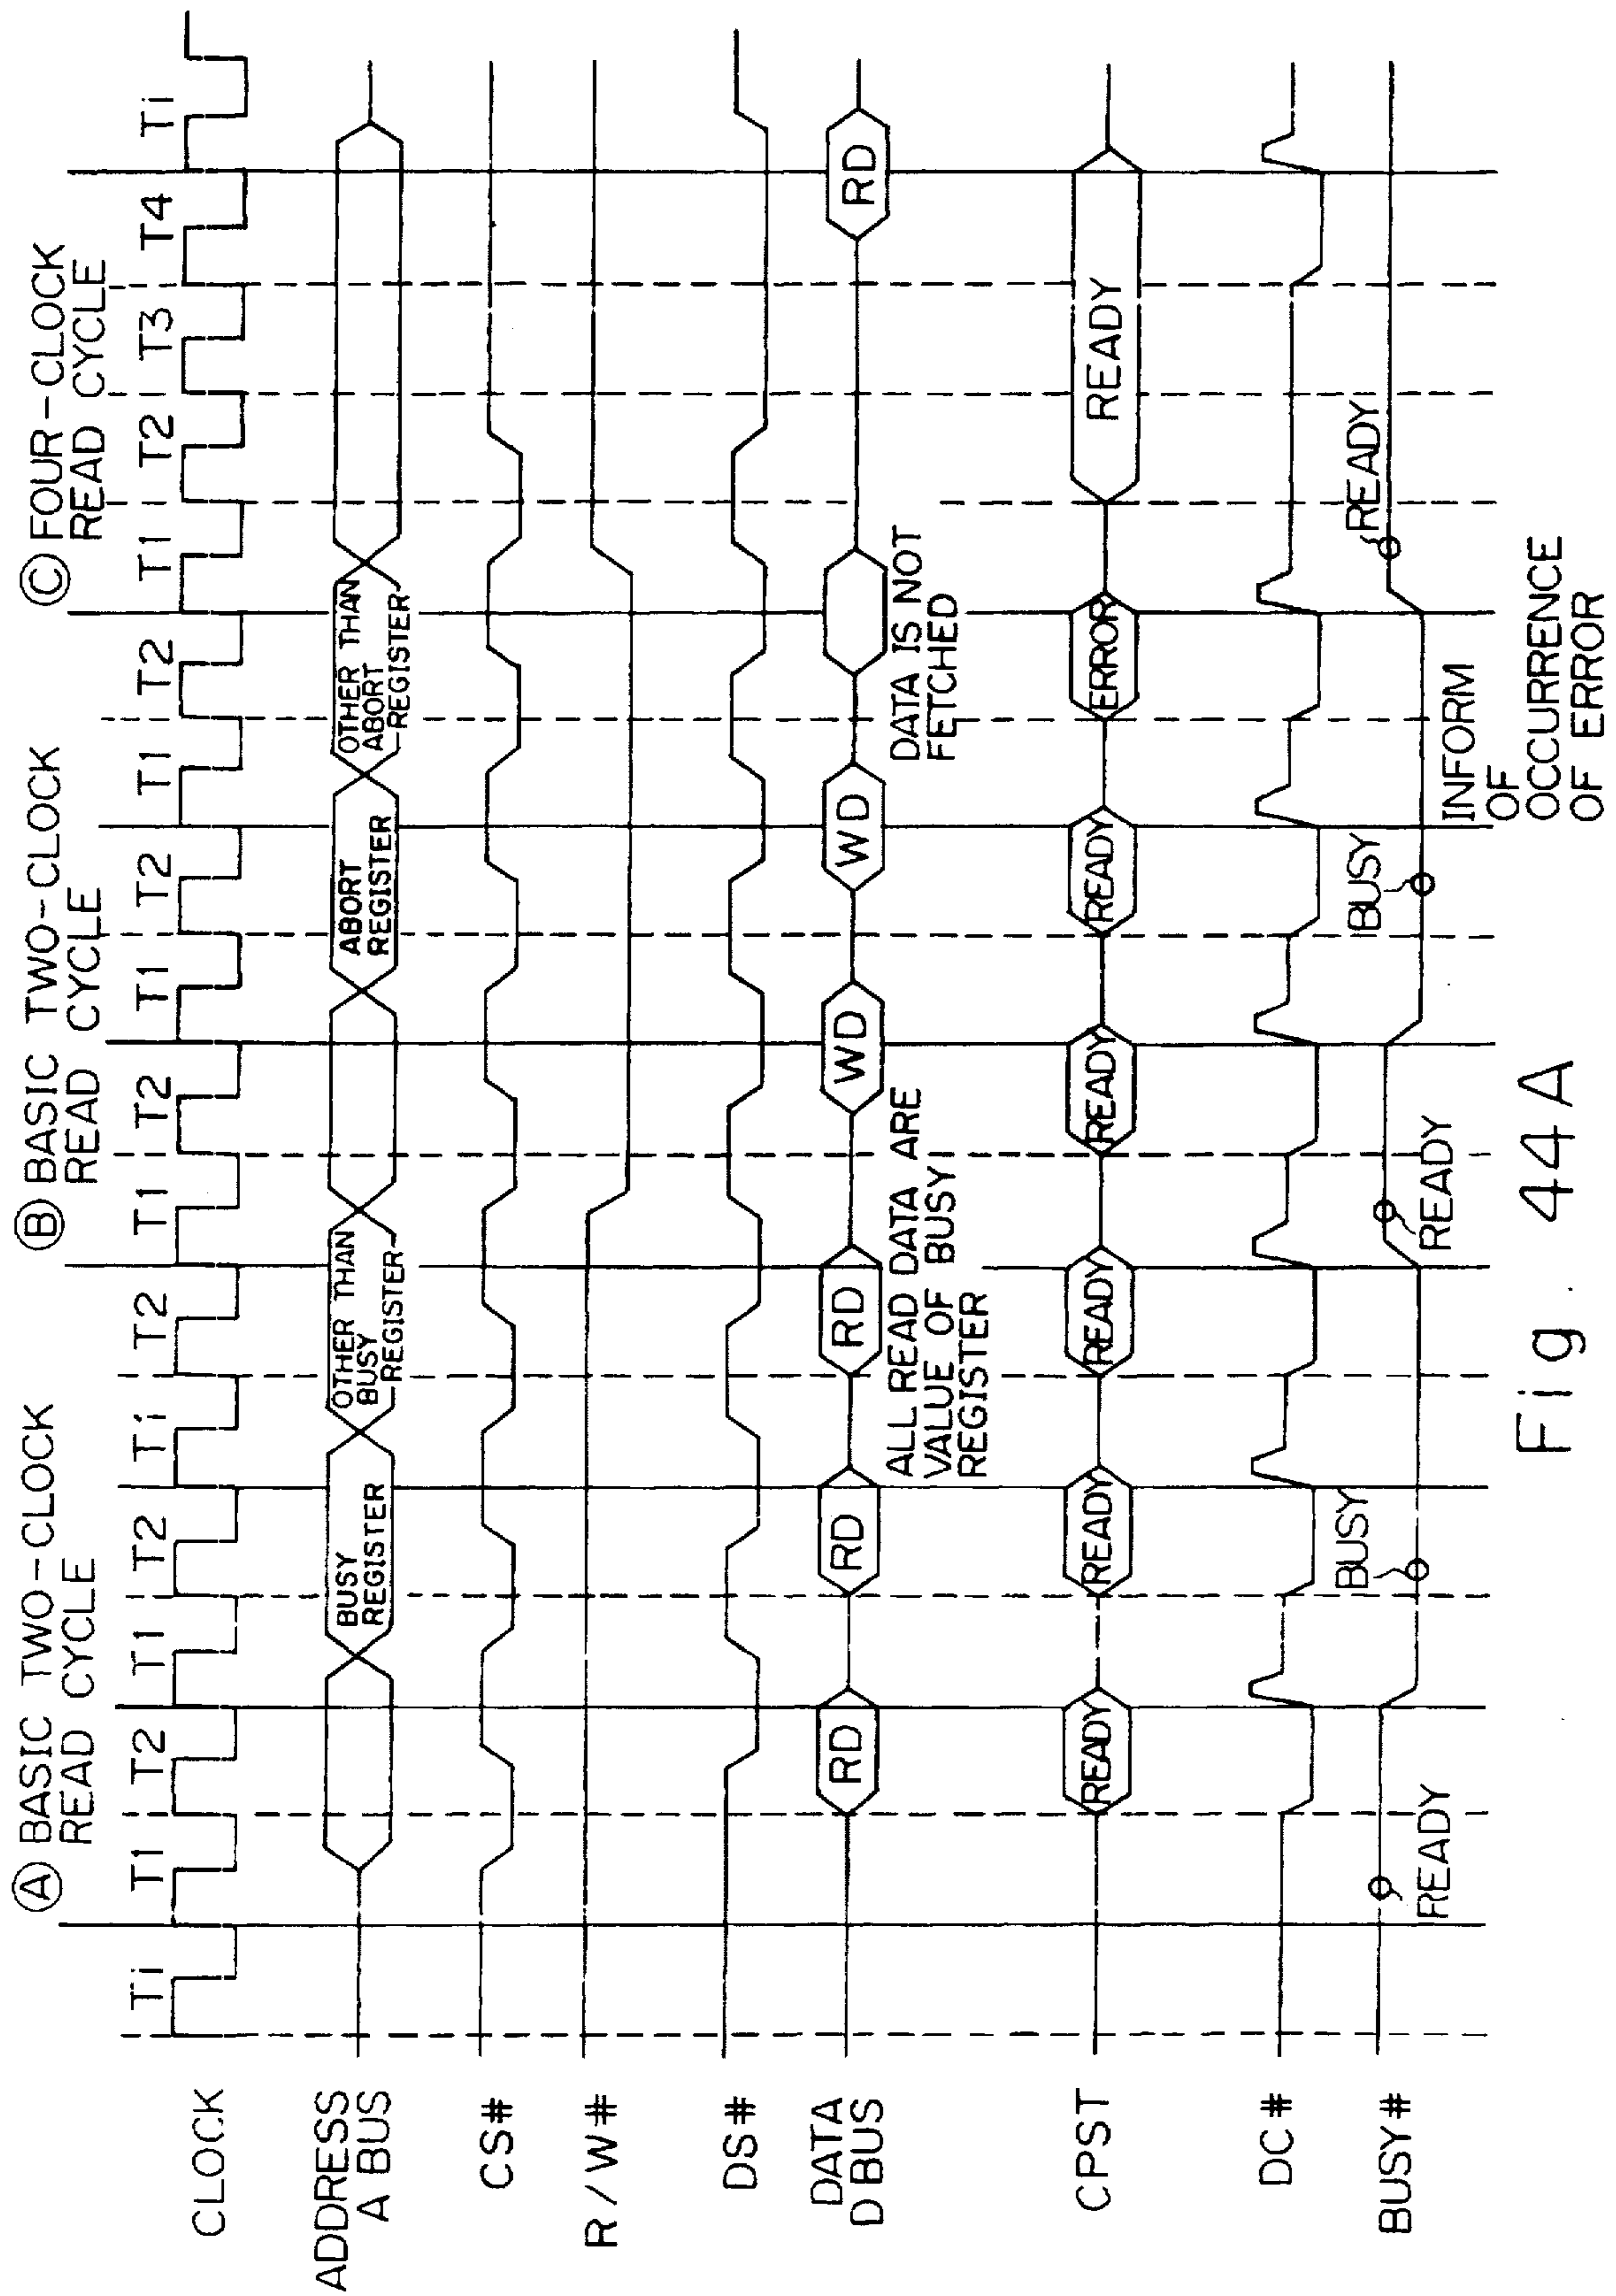 Ⓐ BASIC TWO-CLOCK
READ CYCLE
Ⓑ BASIC TWO-CLOCK
READ CYCLE
Ⓒ FOUR-CLOCK
READ CYCLE
Ti T1 T2 T1 T2 Ti T2 T1 T2 T1 T2 T1 T2 T1 T2 T3 T4 Ti
CLOCK
ADDRESS
A BUS
BUSY
REGISTER
OTHER THAN
BUSY
REGISTER
ABORT
REGISTER
OTHER THAN
ABORT
REGISTER
CS#
R/W#
DS#
DATA
D BUS
RD RD RD WD WD RD
ALL READ DATA ARE
VALUE OF BUSY
REGISTER
DATA IS NOT
FETCHED
CPST
READY READY READY READY READY ERROR READY
DC#
BUSY#
READY
BUSY
READY
BUSY
READY
INFORM
OF
OCCURRENCE
OF ERROR
Fig 44A